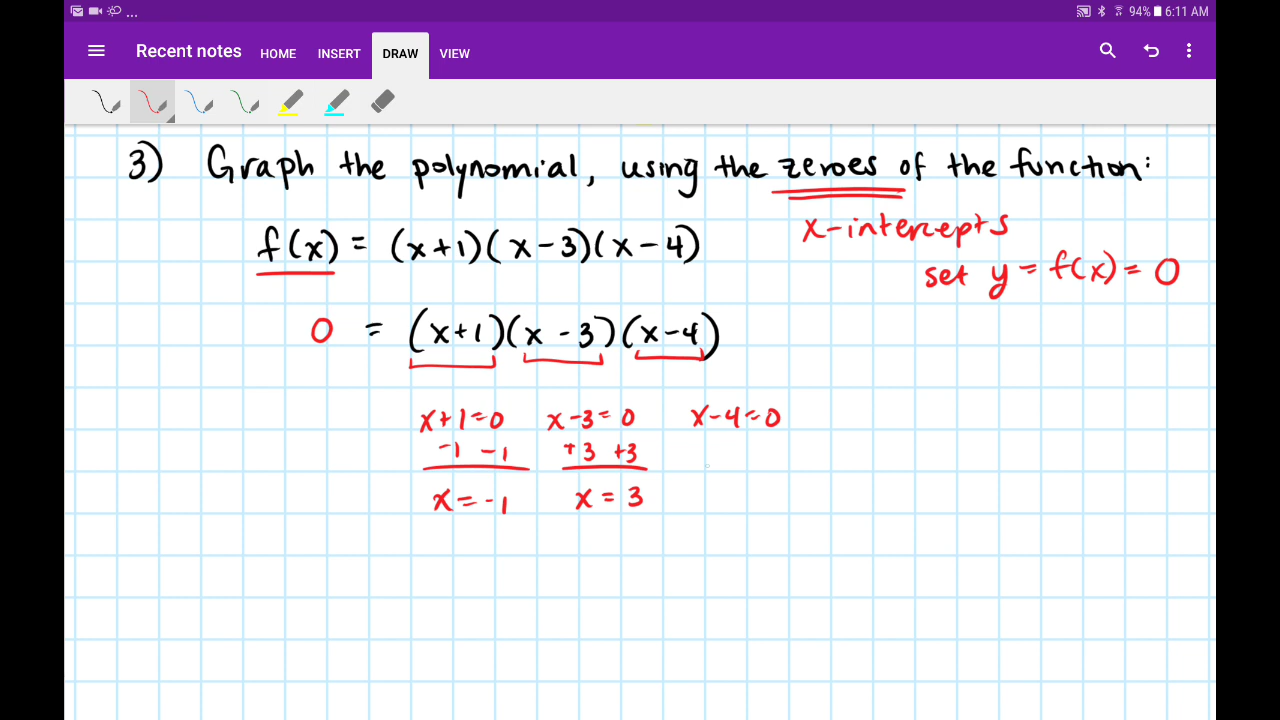 ... 94% 6:11 AM
Recent notes HOME INSERT DRAW VIEW
3) Graph the polynomial, using the zeroes of the function:
x-intercepts
f(x) = (x+1)(x-3)(x-4)
set y = f(x) = 0
0 = (x+1)(x-3)(x-4)
x+1=0 x-3=0 x-4=0
-1 -1 +3 +3
x=-1 x=3